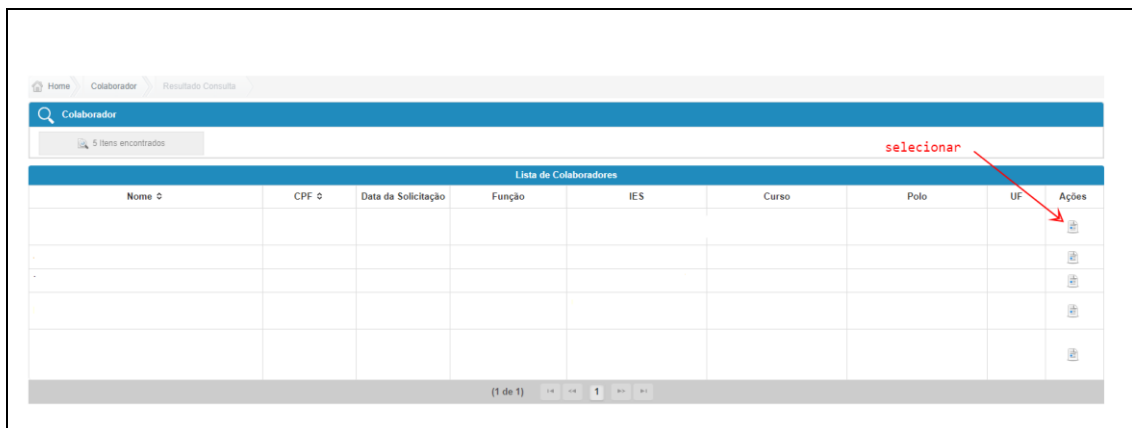 Home Colaborador Resultado Consulta
Colaborador
5 Itens encontrados
selecionar
Lista de Colaboradores
Nome CPF Data da Solicitação Função IES Curso Polo UF Ações
(1 de 1) 1